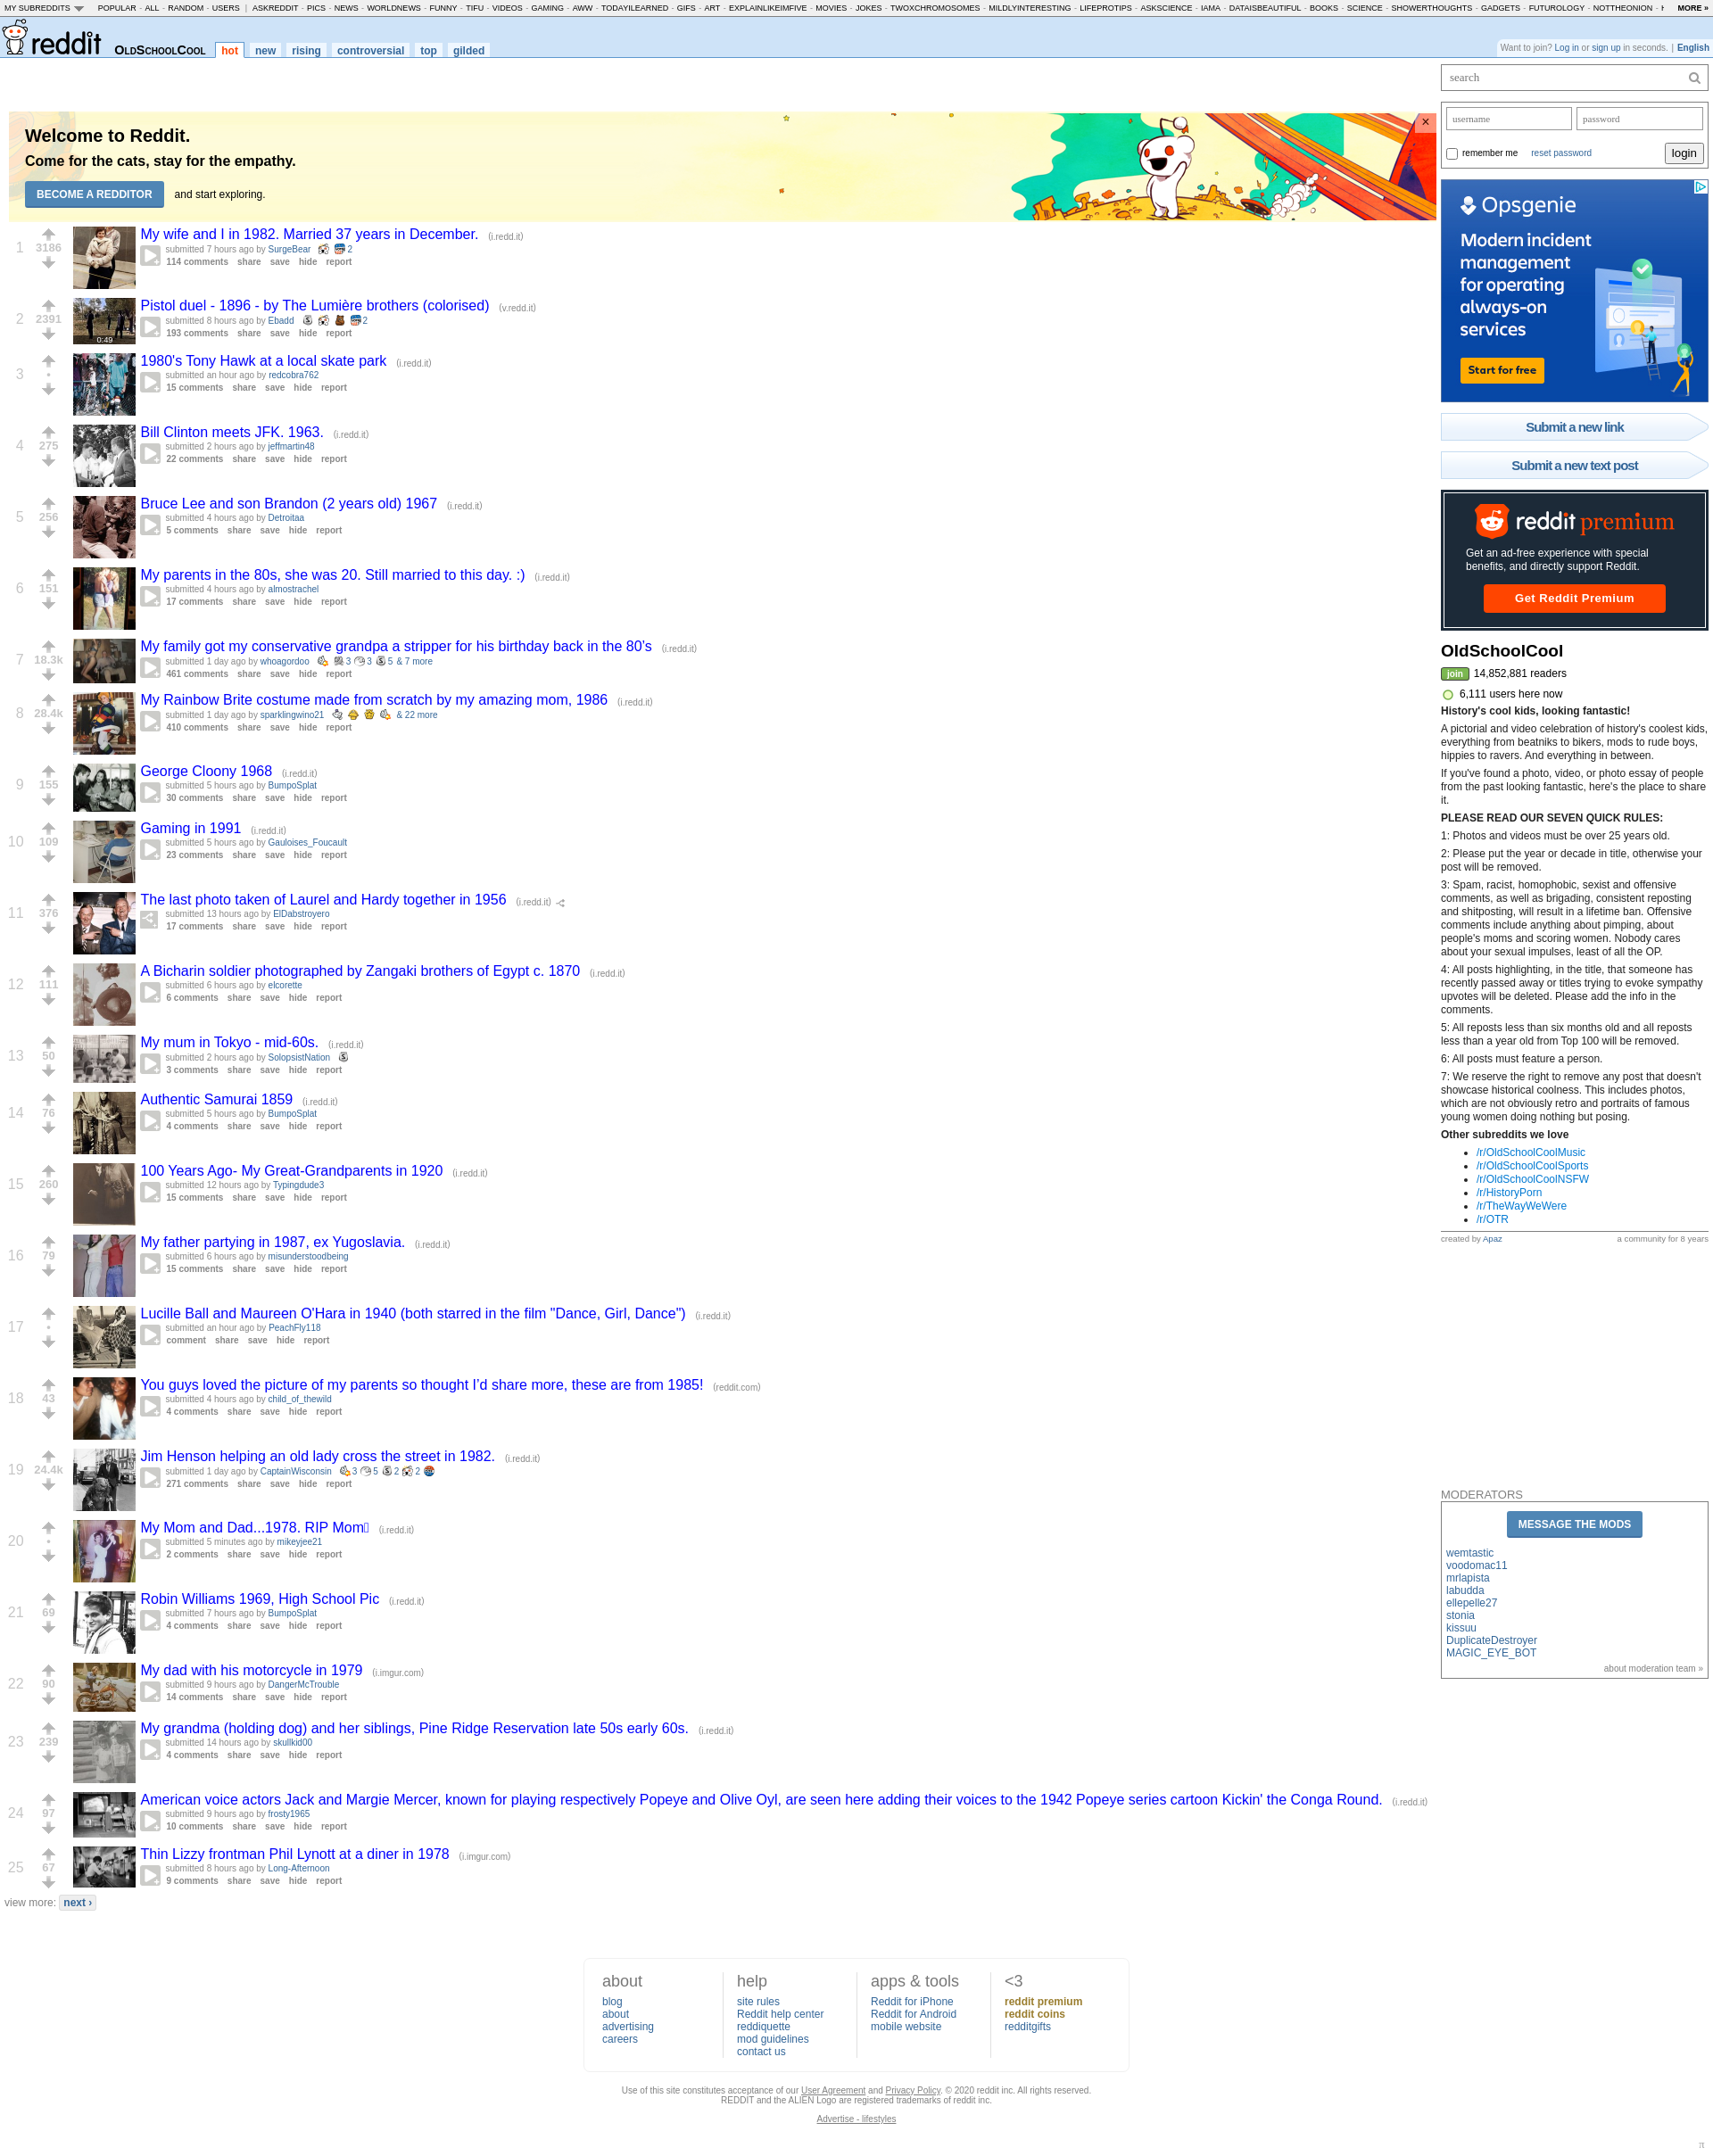 MY SUBREDDITS POPULAR - ALL - RANDOM - USERS | ASKREDDIT - PICS - NEWS - WORLDNEWS - FUNNY - TIFU - VIDEOS - GAMING - AWW - TODAYILEARNED - GIFS - ART - EXPLAINLIKEIMFIVE - MOVIES - JOKES - TWOXCHROMOSOMES - MILDLYINTERESTING - LIFEPROTIPS - ASKSCIENCE - IAMA - DATAISBEAUTIFUL - BOOKS - SCIENCE - SHOWERTHOUGHTS - GADGETS - FUTUROLOGY - NOTTHEONION - MORE »
reddit OLDSCHOOLCOOL hot new rising controversial top gilded
Want to join? Log in or sign up in seconds. | English
Welcome to Reddit.
Come for the cats, stay for the empathy.
BECOME A REDDITOR and start exploring.
×
1 3186 My wife and I in 1982. Married 37 years in December. (i.redd.it)
submitted 7 hours ago by SurgeBear 2
114 comments share save hide report
2 2391 Pistol duel - 1896 - by The Lumière brothers (colorised) (v.redd.it)
0:49
submitted 8 hours ago by Ebadd 2
193 comments share save hide report
3 • 1980's Tony Hawk at a local skate park (i.redd.it)
submitted an hour ago by redcobra762
15 comments share save hide report
4 275 Bill Clinton meets JFK. 1963. (i.redd.it)
submitted 2 hours ago by jeffmartin48
22 comments share save hide report
5 256 Bruce Lee and son Brandon (2 years old) 1967 (i.redd.it)
submitted 4 hours ago by Detroitaa
5 comments share save hide report
6 151 My parents in the 80s, she was 20. Still married to this day. :) (i.redd.it)
submitted 4 hours ago by almostrachel
17 comments share save hide report
7 18.3k My family got my conservative grandpa a stripper for his birthday back in the 80's (i.redd.it)
submitted 1 day ago by whoagordoo 3 3 5 & 7 more
461 comments share save hide report
8 28.4k My Rainbow Brite costume made from scratch by my amazing mom, 1986 (i.redd.it)
submitted 1 day ago by sparklingwino21 & 22 more
410 comments share save hide report
9 155 George Cloony 1968 (i.redd.it)
submitted 5 hours ago by BumpoSplat
30 comments share save hide report
10 109 Gaming in 1991 (i.redd.it)
submitted 5 hours ago by Gauloises_Foucault
23 comments share save hide report
11 376 The last photo taken of Laurel and Hardy together in 1956 (i.redd.it)
submitted 13 hours ago by ElDabstroyero
17 comments share save hide report
12 111 A Bicharin soldier photographed by Zangaki brothers of Egypt c. 1870 (i.redd.it)
submitted 6 hours ago by elcorette
6 comments share save hide report
13 50 My mum in Tokyo - mid-60s. (i.redd.it)
submitted 2 hours ago by SolopsistNation
3 comments share save hide report
14 76 Authentic Samurai 1859 (i.redd.it)
submitted 5 hours ago by BumpoSplat
4 comments share save hide report
15 260 100 Years Ago- My Great-Grandparents in 1920 (i.redd.it)
submitted 12 hours ago by Typingdude3
15 comments share save hide report
16 79 My father partying in 1987, ex Yugoslavia. (i.redd.it)
submitted 6 hours ago by misunderstoodbeing
15 comments share save hide report
17 • Lucille Ball and Maureen O'Hara in 1940 (both starred in the film "Dance, Girl, Dance") (i.redd.it)
submitted an hour ago by PeachFly118
comment share save hide report
18 43 You guys loved the picture of my parents so thought I’d share more, these are from 1985! (reddit.com)
submitted 4 hours ago by child_of_thewild
4 comments share save hide report
19 24.4k Jim Henson helping an old lady cross the street in 1982. (i.redd.it)
submitted 1 day ago by CaptainWisconsin 3 5 2 2
271 comments share save hide report
20 • My Mom and Dad...1978. RIP Mom (i.redd.it)
submitted 5 minutes ago by mikeyjee21
2 comments share save hide report
21 69 Robin Williams 1969, High School Pic (i.redd.it)
submitted 7 hours ago by BumpoSplat
4 comments share save hide report
22 90 My dad with his motorcycle in 1979 (i.imgur.com)
submitted 9 hours ago by DangerMcTrouble
14 comments share save hide report
23 239 My grandma (holding dog) and her siblings, Pine Ridge Reservation late 50s early 60s. (i.redd.it)
submitted 14 hours ago by skullkid00
4 comments share save hide report
24 97 American voice actors Jack and Margie Mercer, known for playing respectively Popeye and Olive Oyl, are seen here adding their voices to the 1942 Popeye series cartoon Kickin' the Conga Round. (i.redd.it)
submitted 9 hours ago by frosty1965
10 comments share save hide report
25 67 Thin Lizzy frontman Phil Lynott at a diner in 1978 (i.imgur.com)
submitted 8 hours ago by Long-Afternoon
9 comments share save hide report
view more: next ›
search
username password
remember me reset password login
Opsgenie
Modern incident
management
for operating
always-on
services
Start for free
Submit a new link
Submit a new text post
reddit premium
Get an ad-free experience with special
benefits, and directly support Reddit.
Get Reddit Premium
OldSchoolCool
join 14,852,881 readers
6,111 users here now
History's cool kids, looking fantastic!
A pictorial and video celebration of history's coolest kids,
everything from beatniks to bikers, mods to rude boys,
hippies to ravers. And everything in between.
If you've found a photo, video, or photo essay of people
from the past looking fantastic, here's the place to share
it.
PLEASE READ OUR SEVEN QUICK RULES:
1: Photos and videos must be over 25 years old.
2: Please put the year or decade in title, otherwise your
post will be removed.
3: Spam, racist, homophobic, sexist and offensive
comments, as well as brigading, consistent reposting
and shitposting, will result in a lifetime ban. Offensive
comments include anything about pimping, about
people's moms and scoring women. Nobody cares
about your sexual impulses, least of all the OP.
4: All posts highlighting, in the title, that someone has
recently passed away or titles trying to evoke sympathy
upvotes will be deleted. Please add the info in the
comments.
5: All reposts less than six months old and all reposts
less than a year old from Top 100 will be removed.
6: All posts must feature a person.
7: We reserve the right to remove any post that doesn't
showcase historical coolness. This includes photos,
which are not obviously retro and portraits of famous
young women doing nothing but posing.
Other subreddits we love
• /r/OldSchoolCoolMusic
• /r/OldSchoolCoolSports
• /r/OldSchoolCoolNSFW
• /r/HistoryPorn
• /r/TheWayWeWere
• /r/OTR
created by Apaz a community for 8 years
MODERATORS
MESSAGE THE MODS
wemtastic
voodomac11
mrlapista
labudda
ellepelle27
stonia
kissuu
DuplicateDestroyer
MAGIC_EYE_BOT
about moderation team »
about
blog
about
advertising
careers
help
site rules
Reddit help center
reddiquette
mod guidelines
contact us
apps & tools
Reddit for iPhone
Reddit for Android
mobile website
<3
reddit premium
reddit coins
redditgifts
Use of this site constitutes acceptance of our User Agreement and Privacy Policy. © 2020 reddit inc. All rights reserved.
REDDIT and the ALIEN Logo are registered trademarks of reddit inc.
Advertise - lifestyles
π